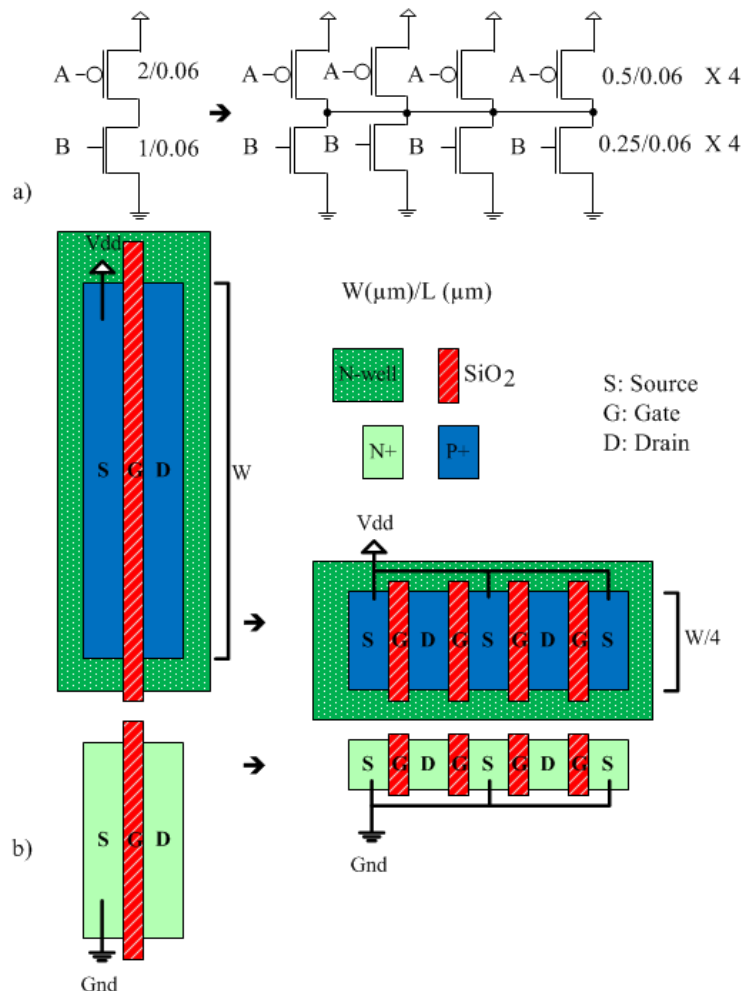 A 2/0.06 A A A A 0.5/0.06 X 4
B 1/0.06 B B B B 0.25/0.06 X 4
a)
Vdd
W(µm)/L (µm)
N-well SiO2
S: Source
G: Gate
D: Drain
N+ P+
S G D W
Vdd
S G D G S G D G S W/4
S G D G S G D G S
S G D
b)
Gnd
Gnd